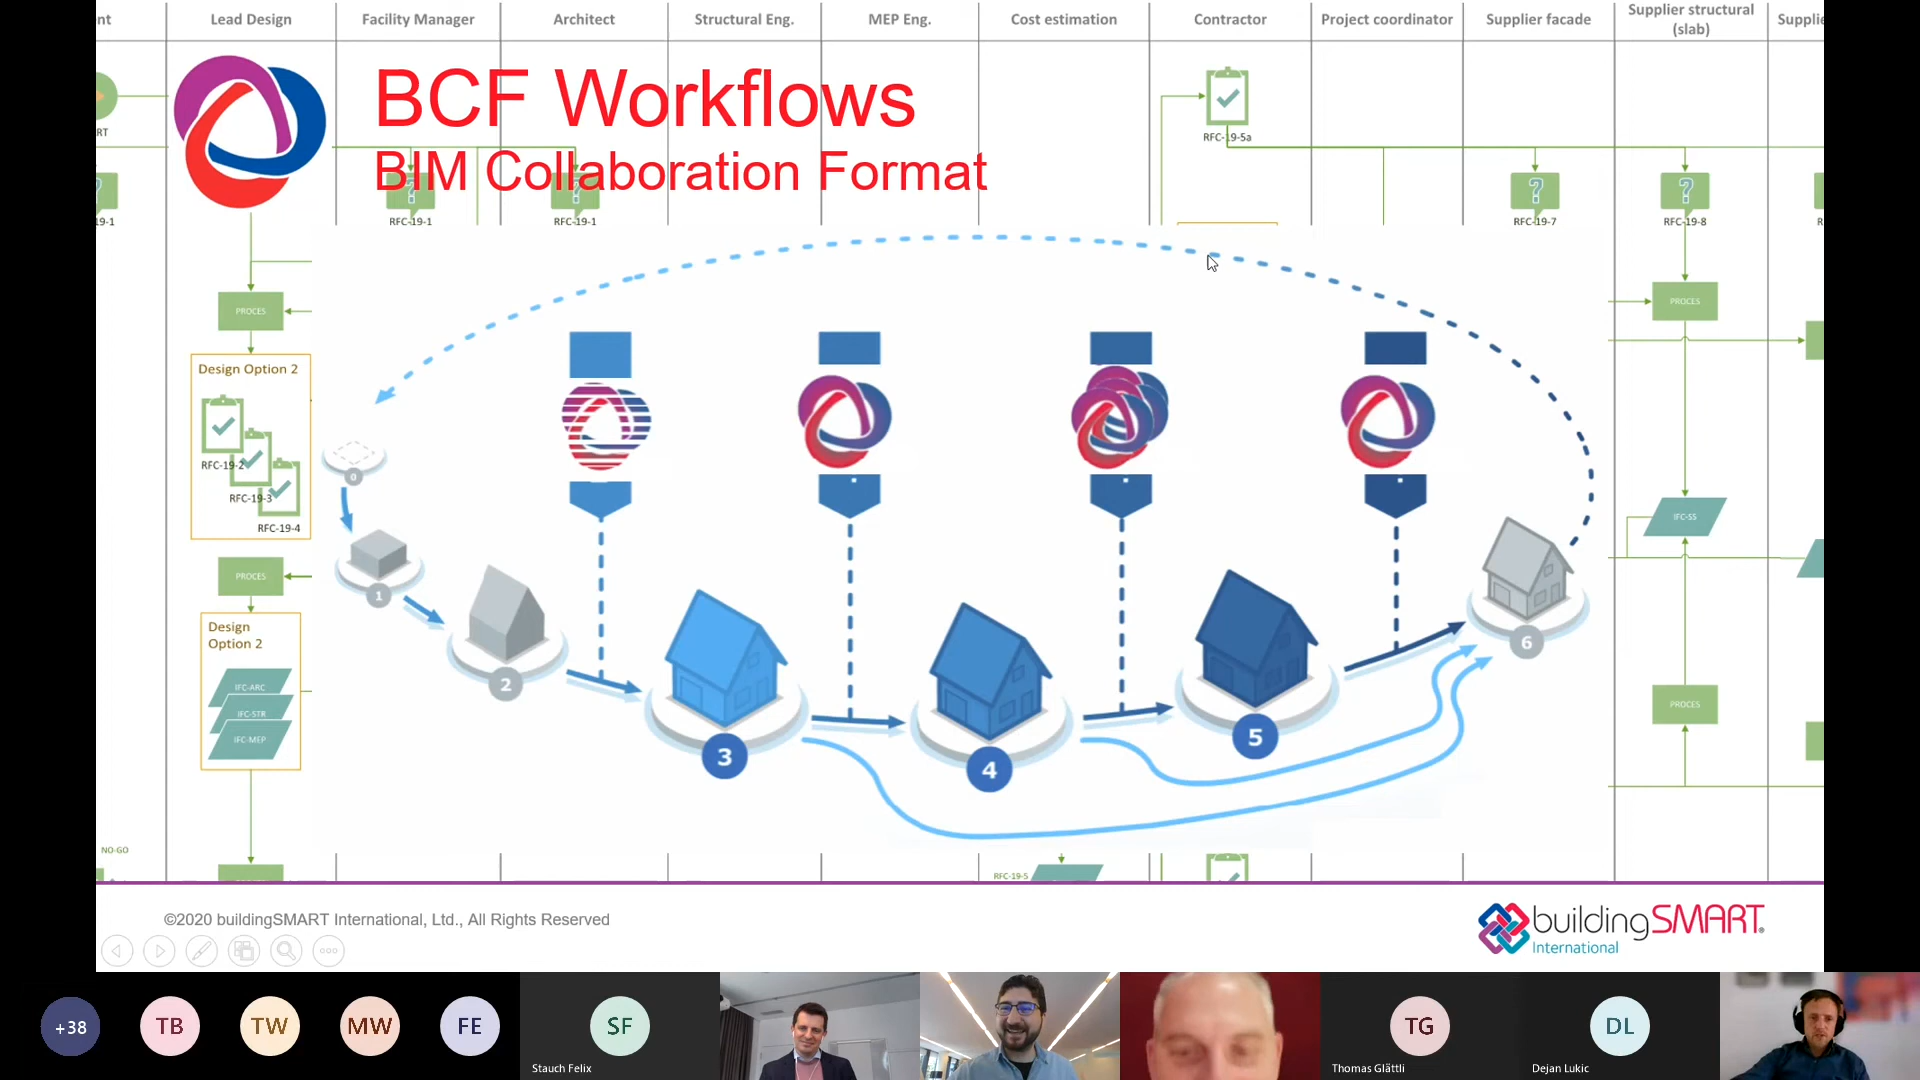 nt
Lead Design
Facility Manager
Architect
Structural Eng.
MEP Eng.
Cost estimation
Contractor
Project coordinator
Supplier facade
Supplier structural
(slab)
BCF Workflows
BIM Collaboration Format
RT
RFC-19-5a
19-1
RFC-19-1
RFC-19-1
?
?
?
?
RFC-19-7
RFC-19-8
PROCES
PROCES
Design Option 2
RFC-19-2
RFC-19-3
RFC-19-4
0
1
2
3
4
5
6
IFC-SS
PROCES
Design
Option 2
IFC-ARC
IFC-STR
IFC-MEP
PROCES
NO-GO
RFC-19-5
©2020 buildingSMART International, Ltd., All Rights Reserved
buildingSMART®
International
+38
TB
TW
MW
FE
SF
Stauch Felix
TG
Thomas Glättli
DL
Dejan Lukic